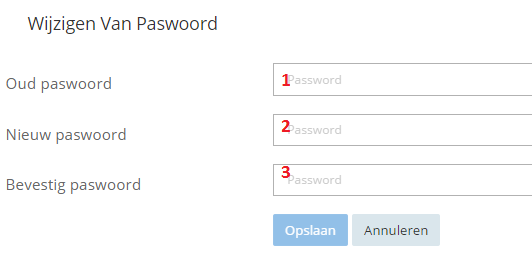 Wijzigen Van Paswoord
Oud paswoord 1 Password
Nieuw paswoord 2 Password
Bevestig paswoord 3 Password
Opslaan Annuleren